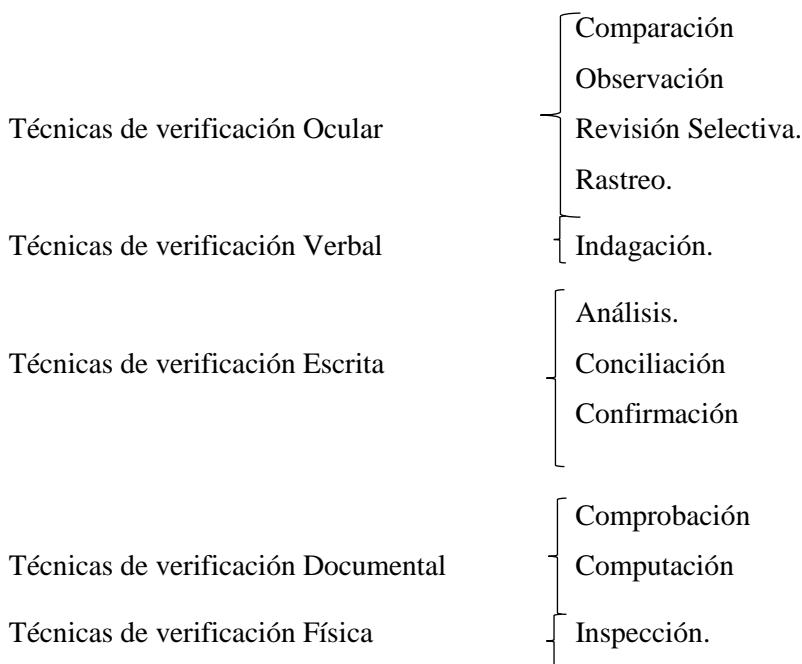 Comparación
Observación
Técnicas de verificación Ocular Revisión Selectiva.
Rastreo.
Técnicas de verificación Verbal Indagación.
Análisis.
Técnicas de verificación Escrita Conciliación
Confirmación
Comprobación
Técnicas de verificación Documental Computación
Técnicas de verificación Física Inspección.